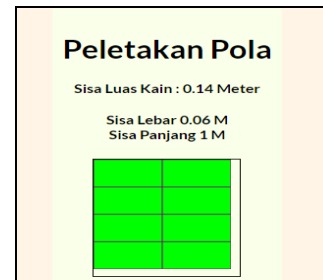 Peletakan Pola
Sisa Luas Kain : 0.14 Meter
Sisa Lebar 0.06 M
Sisa Panjang 1 M